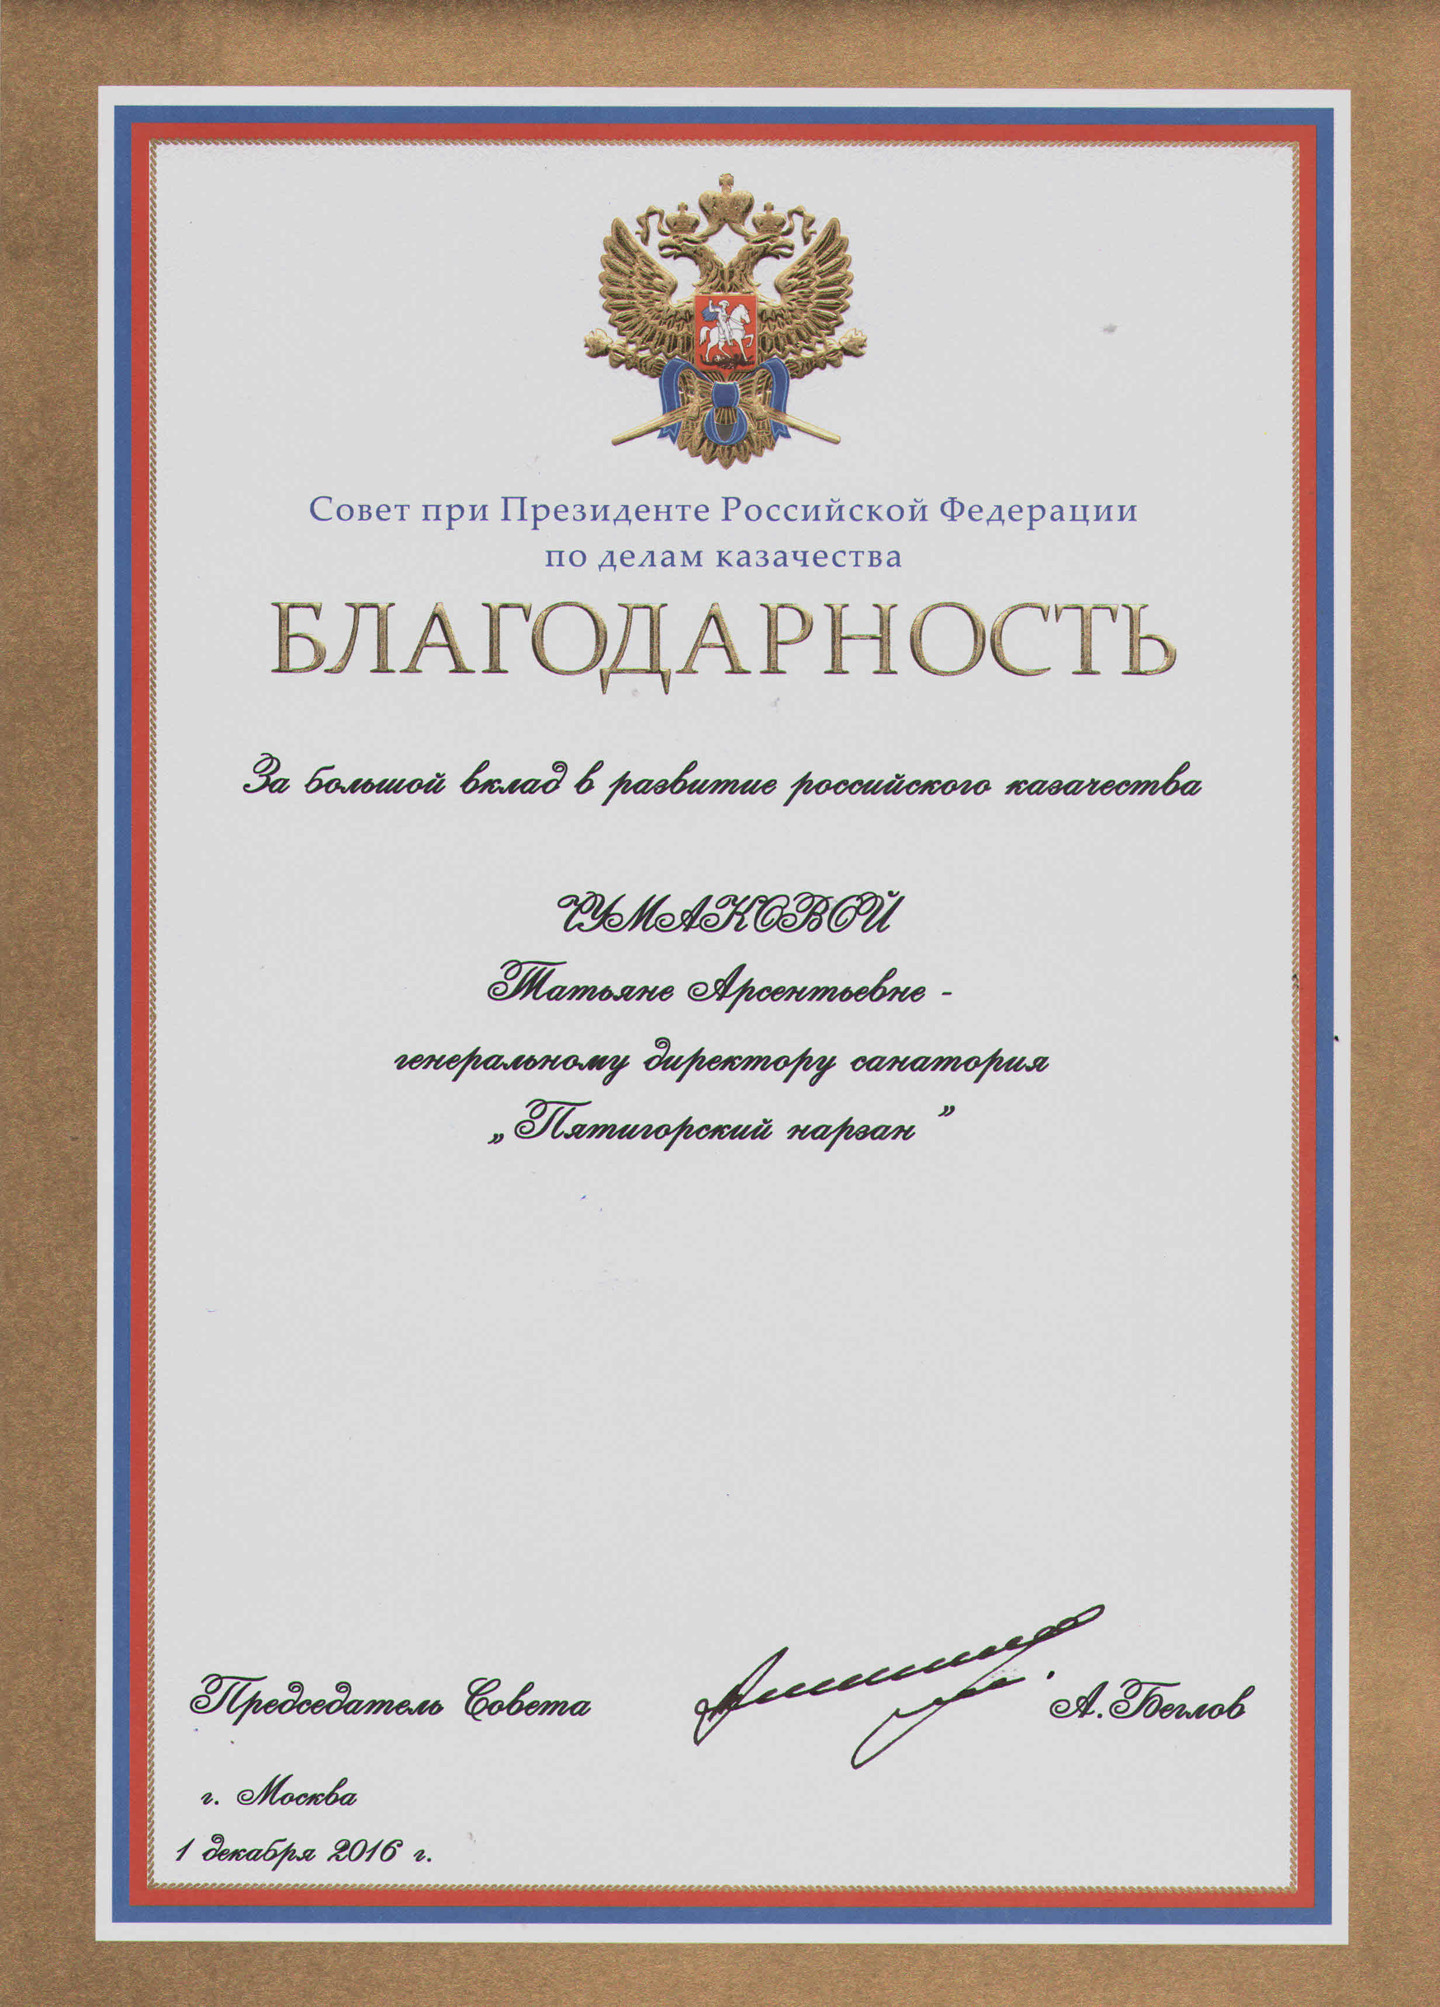 Совет при Президенте Российской Федерации
по делам казачества
БЛАГОДАРНОСТЬ
За большой вклад в развитие российского казачества
ЧУМАКОВОЙ
Татьяне Арсентьевне -
генеральному директору санатория
„Пятигорский нарзан”
Председатель Совета А. Беглов
г. Москва
1 декабря 2016 г.